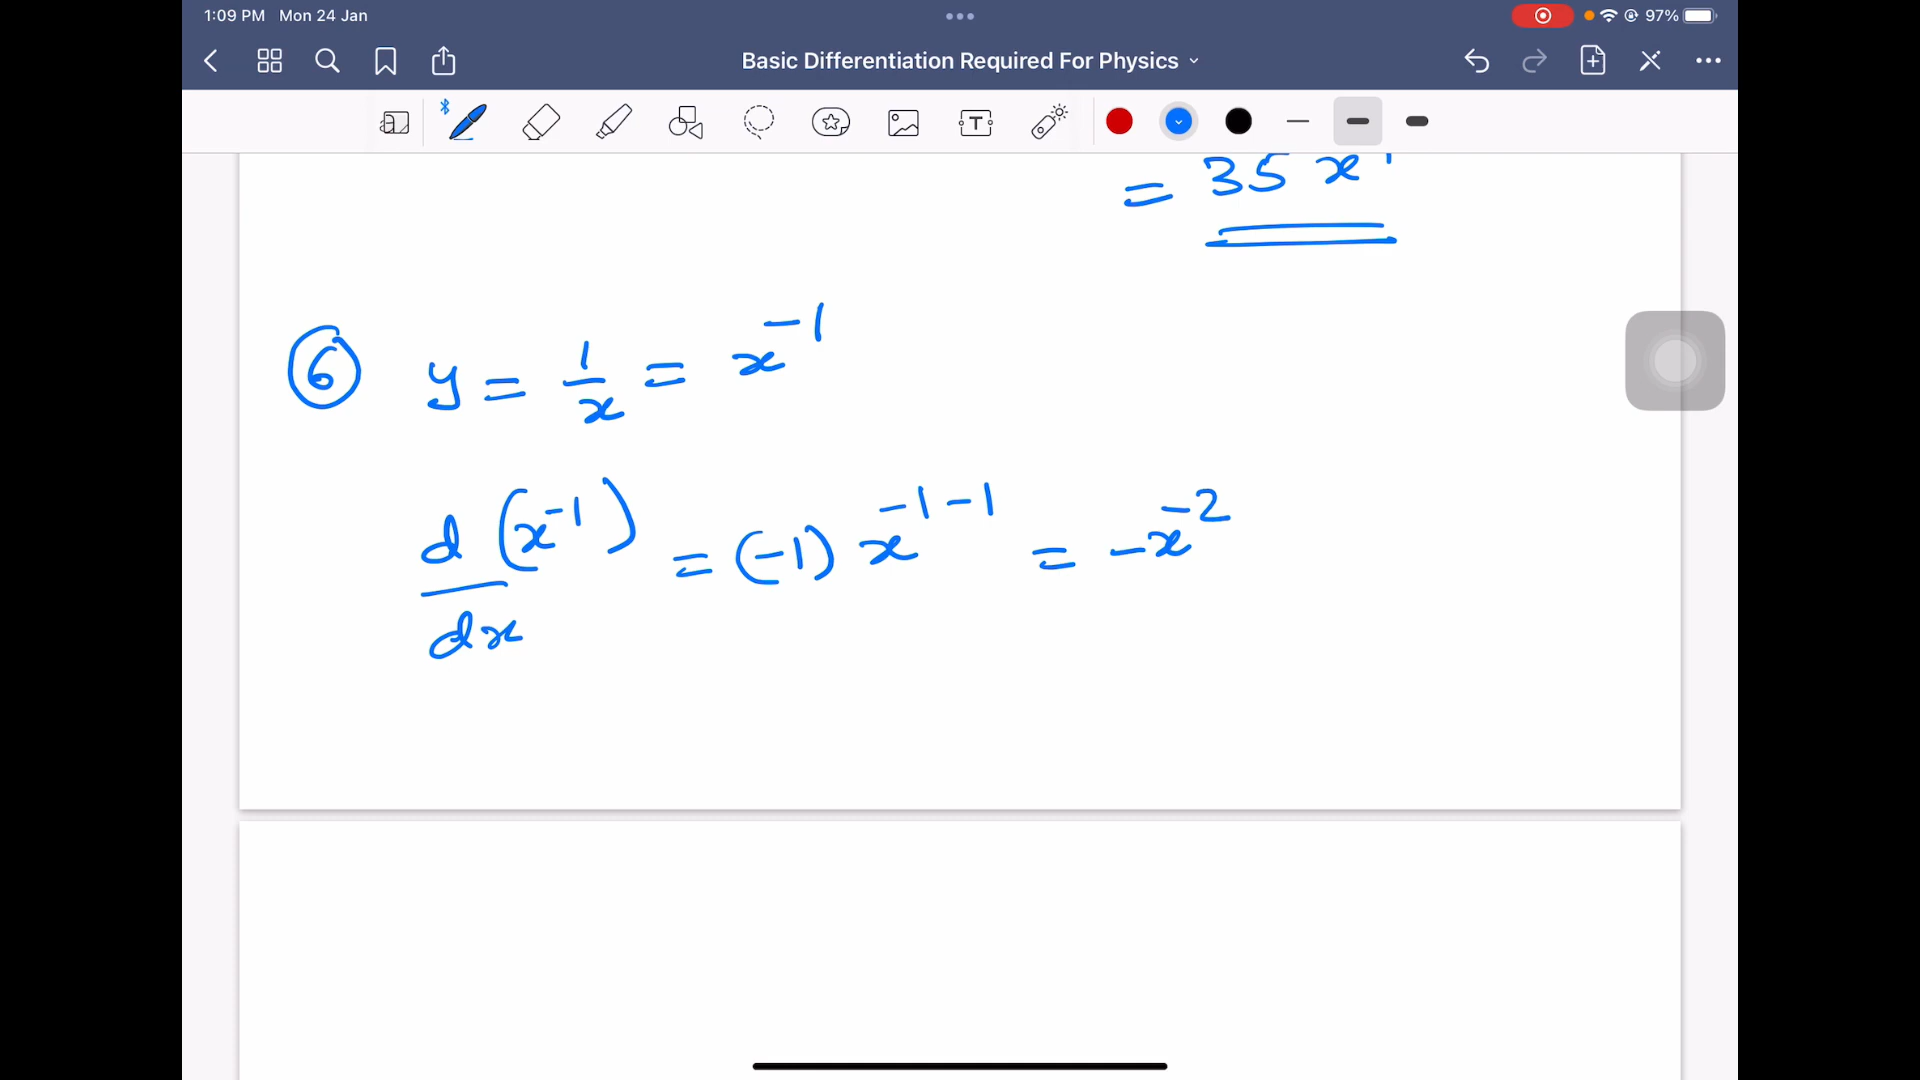 1:09 PM Mon 24 Jan
97%
Basic Differentiation Required For Physics
= 35 x
⑥ y = 1/x = x⁻¹
d/dx (x⁻¹) = (-1) x⁻¹⁻¹ = -x⁻²